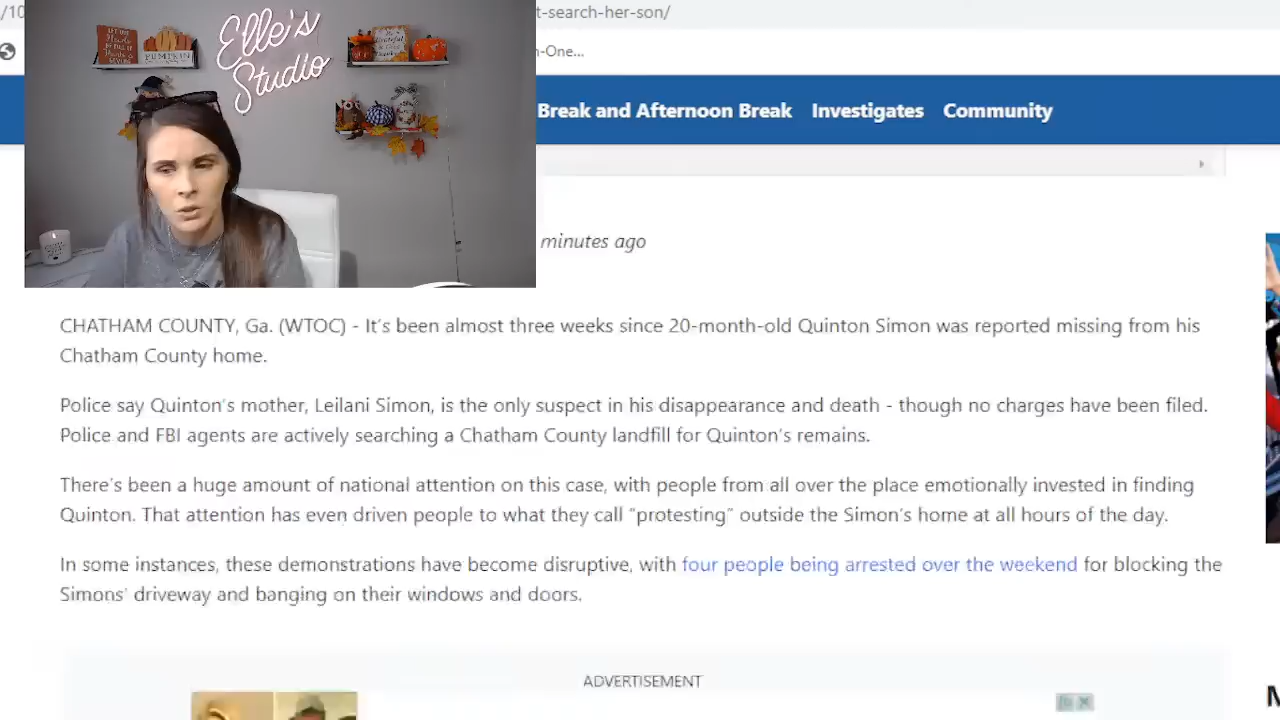 /10
t-search-her-son/
n-One...
Elle's
Studio
PUMPKIN
Break and Afternoon Break Investigates Community
minutes ago
CHATHAM COUNTY, Ga. (WTOC) - It's been almost three weeks since 20-month-old Quinton Simon was reported missing from his
Chatham County home.
Police say Quinton's mother, Leilani Simon, is the only suspect in his disappearance and death - though no charges have been filed.
Police and FBI agents are actively searching a Chatham County landfill for Quinton's remains.
There's been a huge amount of national attention on this case, with people from all over the place emotionally invested in finding
Quinton. That attention has even driven people to what they call "protesting" outside the Simon's home at all hours of the day.
In some instances, these demonstrations have become disruptive, with four people being arrested over the weekend for blocking the
Simons' driveway and banging on their windows and doors.
ADVERTISEMENT